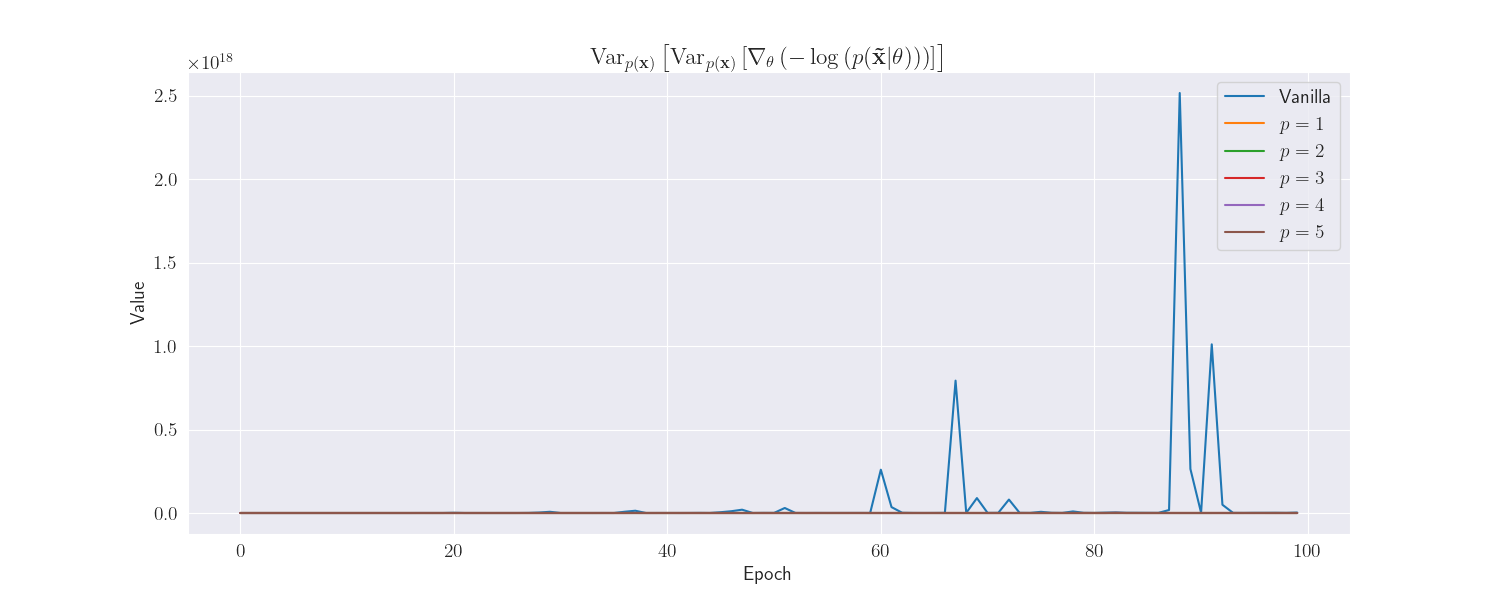 Var_{p(𝐱)} [Var_{p(𝐱)} [∇_θ (− log (p(𝐱̃|θ)))]]
×10^{18}
2.5
2.0
1.5
1.0
0.5
0.0
Value
0 20 40 60 80 100
Epoch
Vanilla
p = 1
p = 2
p = 3
p = 4
p = 5